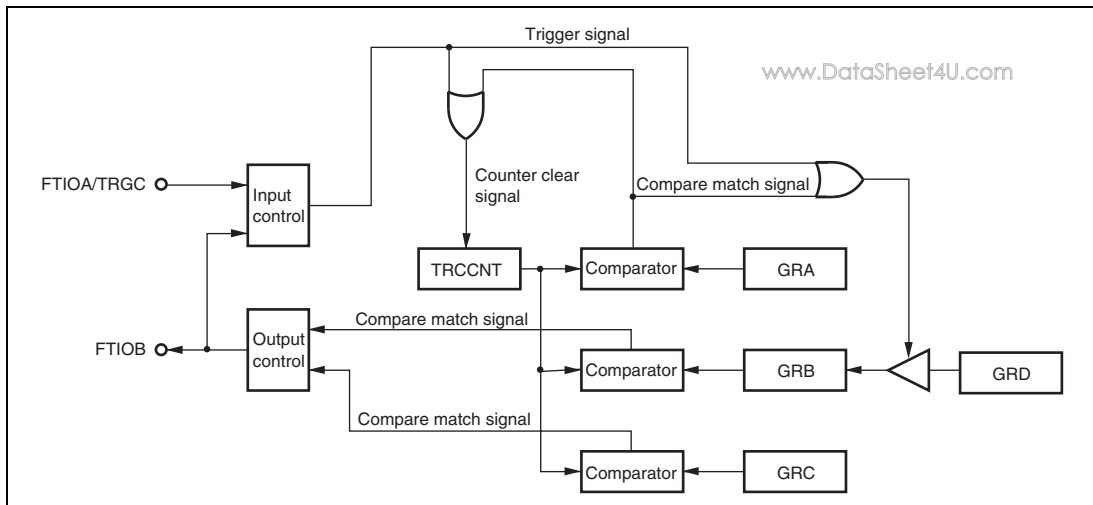 Trigger signal
www.DataSheet4U.com
FTIOA/TRGC
Input
control
Counter clear
signal
Compare match signal
TRCCNT
Comparator
GRA
FTIOB
Output
control
Compare match signal
Comparator
GRB
GRD
Compare match signal
Comparator
GRC